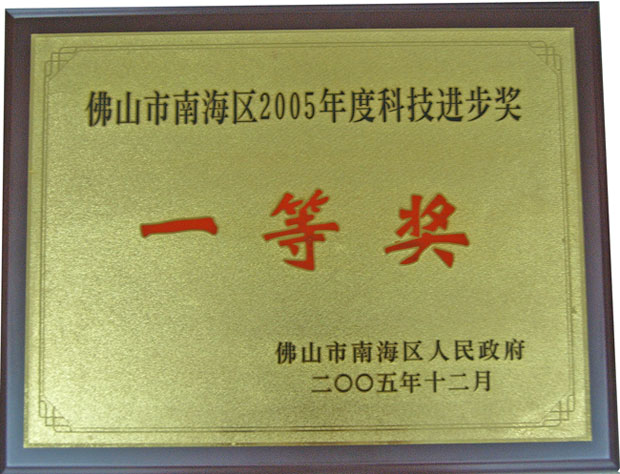 佛山市南海区2005年度科技进步奖
一等奖
佛山市南海区人民政府
二〇〇五年十二月